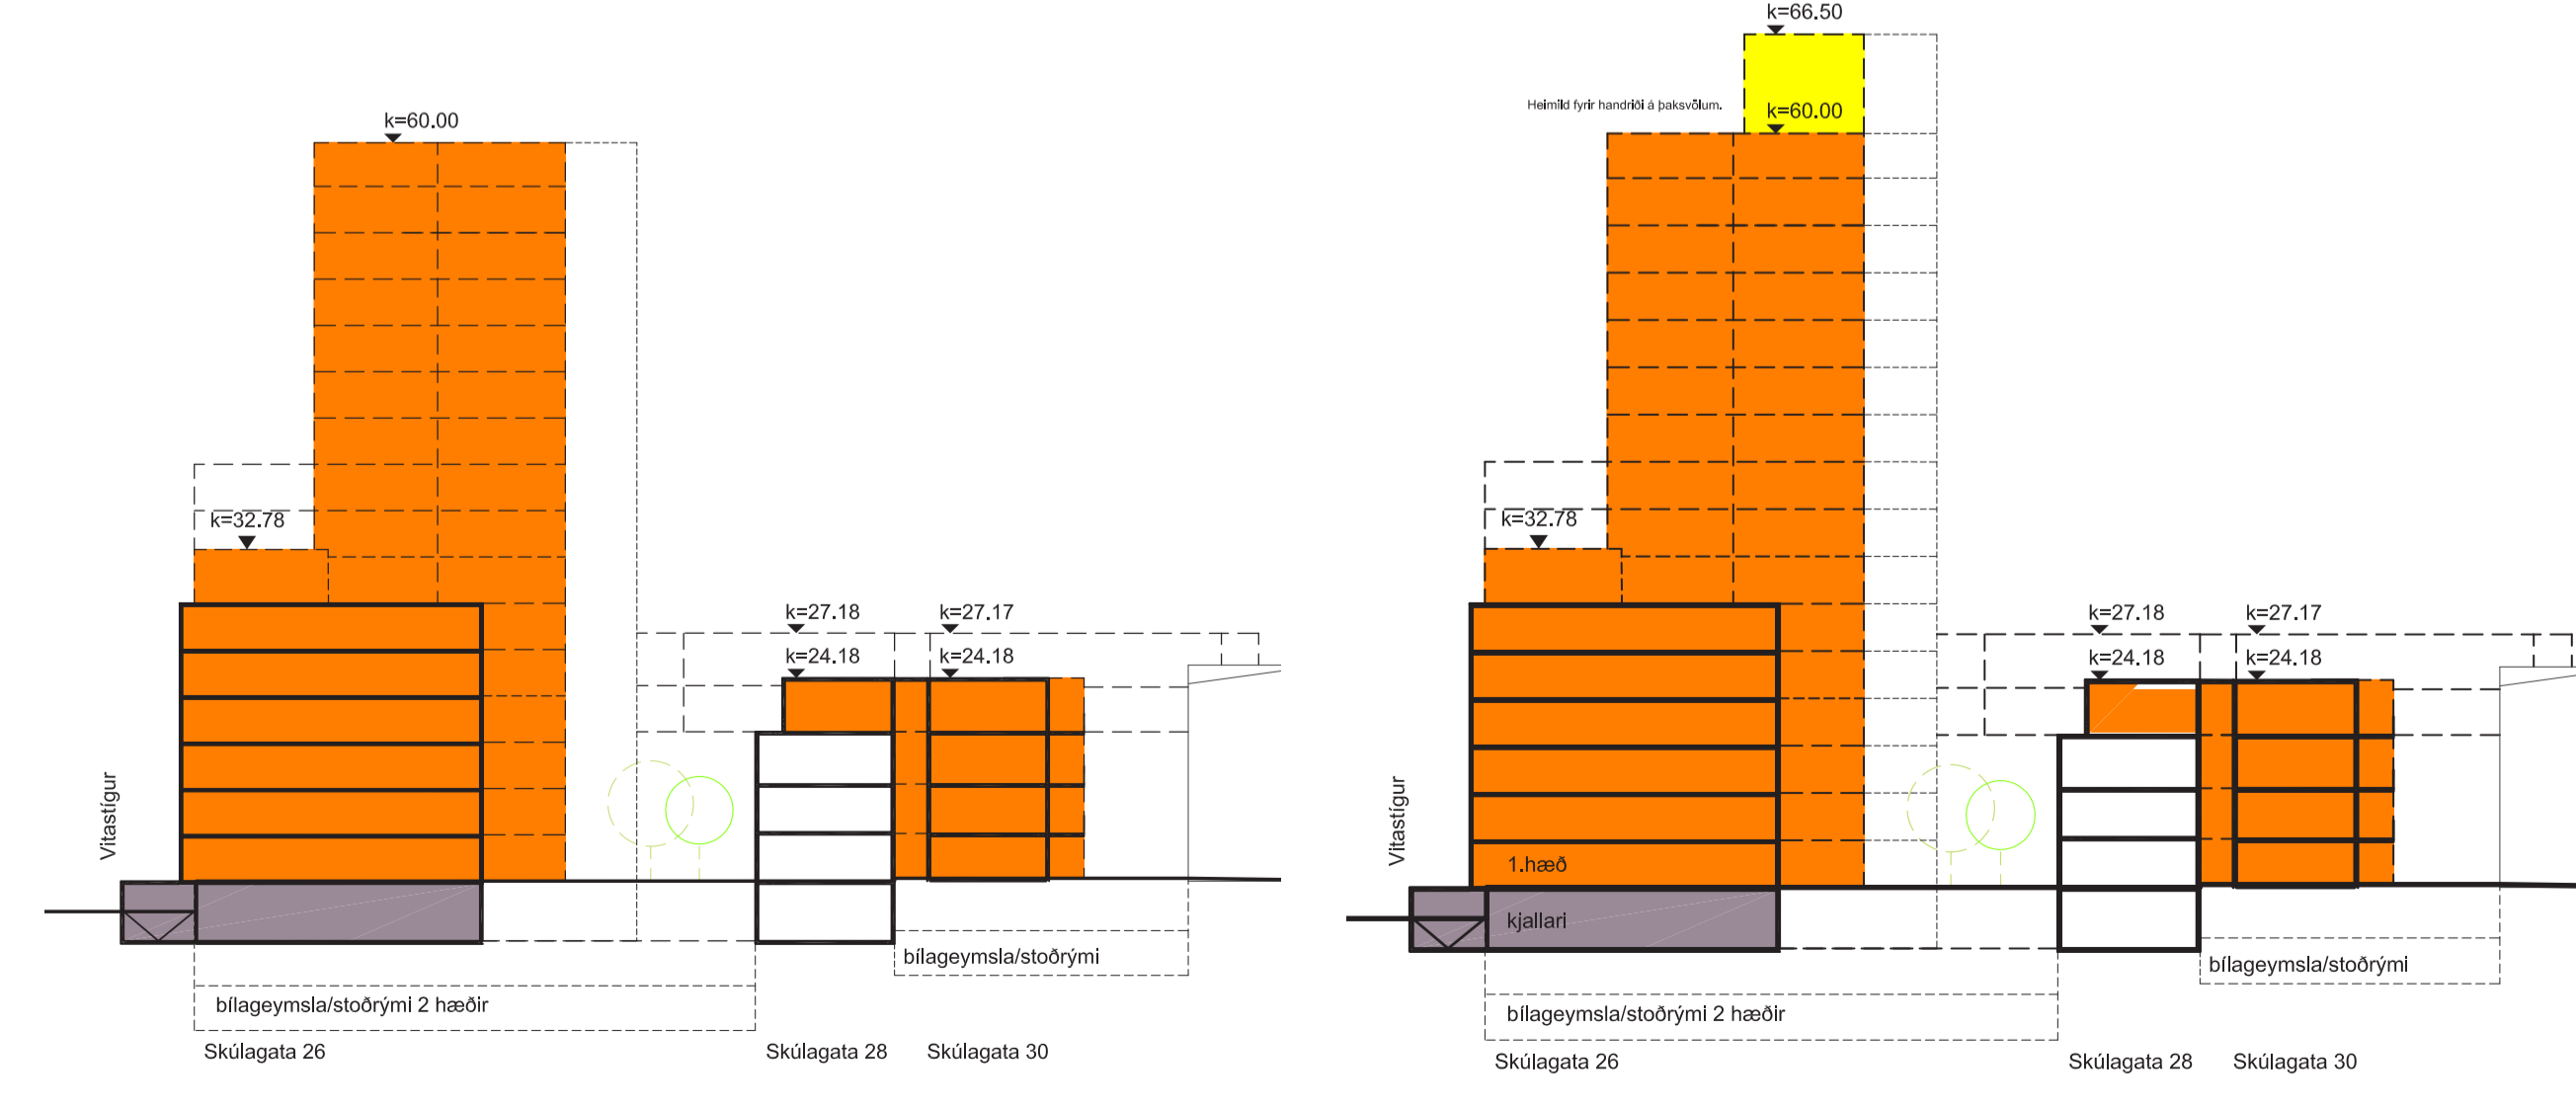 k=60.00
k=32.78
k=27.18
k=27.17
k=24.18
k=24.18
Vitastígur
bílageymsla/stoðrými
bílageymsla/stoðrými 2 hæðir
Skúlagata 26
Skúlagata 28
Skúlagata 30
k=66.50
Heimild fyrir handriði á þaksvölum.
k=60.00
k=32.78
k=27.18
k=27.17
k=24.18
k=24.18
Vitastígur
1.hæð
kjallari
bílageymsla/stoðrými
bílageymsla/stoðrými 2 hæðir
Skúlagata 26
Skúlagata 28
Skúlagata 30